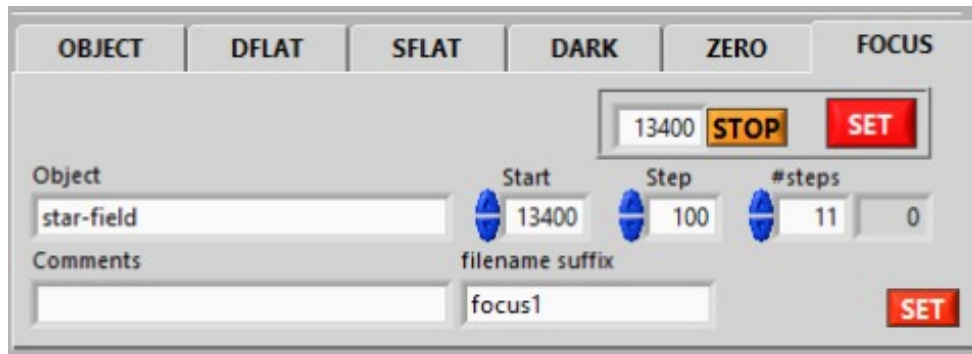 OBJECT DFLAT SFLAT DARK ZERO FOCUS
13400 STOP SET
Object Start Step #steps
star-field 13400 100 11 0
Comments filename suffix
focus1 SET